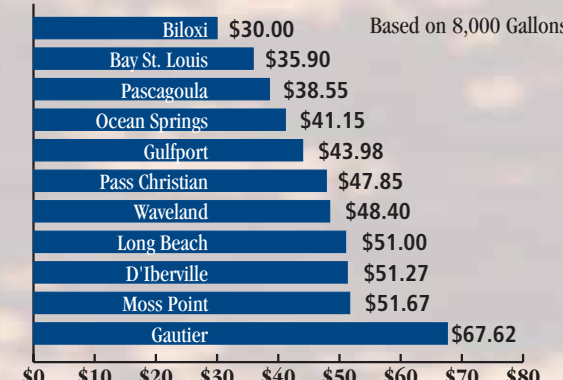 Based on 8,000 Gallons
Biloxi $30.00
Bay St. Louis $35.90
Pascagoula $38.55
Ocean Springs $41.15
Gulfport $43.98
Pass Christian $47.85
Waveland $48.40
Long Beach $51.00
D'Iberville $51.27
Moss Point $51.67
Gautier $67.62
$0 $10 $20 $30 $40 $50 $60 $70 $80